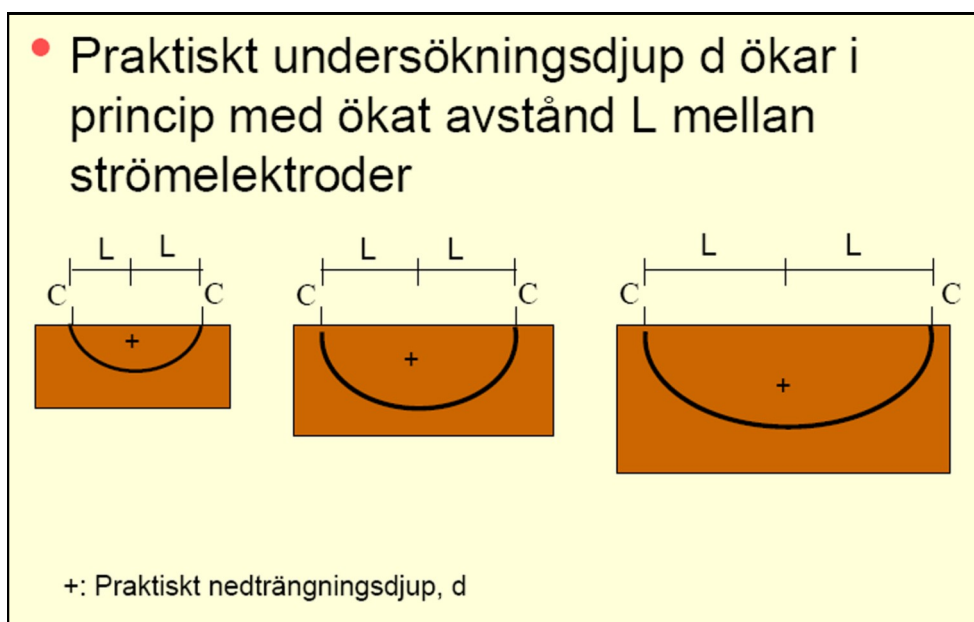 Praktiskt undersökningsdjup d ökar i
princip med ökat avstånd L mellan
strömelektroder
L L
L L
L L
C C
C C
C C
+
+
+
+: Praktiskt nedträngningsdjup, d